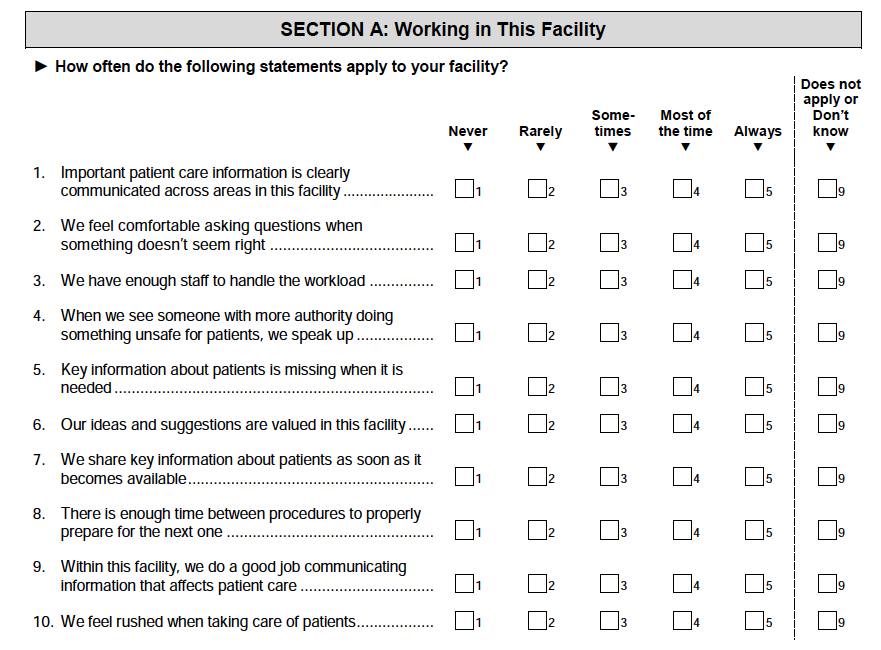 SECTION A: Working in This Facility
► How often do the following statements apply to your facility?
Never
Rarely
Some-
times
Most of
the time
Always
Does not
apply or
Don't
know
▼ ▼ ▼ ▼ ▼ ▼
1. Important patient care information is clearly
communicated across areas in this facility ...................... 1 2 3 4 5 9
2. We feel comfortable asking questions when
something doesn't seem right ....................................... 1 2 3 4 5 9
3. We have enough staff to handle the workload ............... 1 2 3 4 5 9
4. When we see someone with more authority doing
something unsafe for patients, we speak up .................. 1 2 3 4 5 9
5. Key information about patients is missing when it is
needed ............................................................................ 1 2 3 4 5 9
6. Our ideas and suggestions are valued in this facility ...... 1 2 3 4 5 9
7. We share key information about patients as soon as it
becomes available........................................................... 1 2 3 4 5 9
8. There is enough time between procedures to properly
prepare for the next one ................................................. 1 2 3 4 5 9
9. Within this facility, we do a good job communicating
information that affects patient care ................................ 1 2 3 4 5 9
10. We feel rushed when taking care of patients.................. 1 2 3 4 5 9